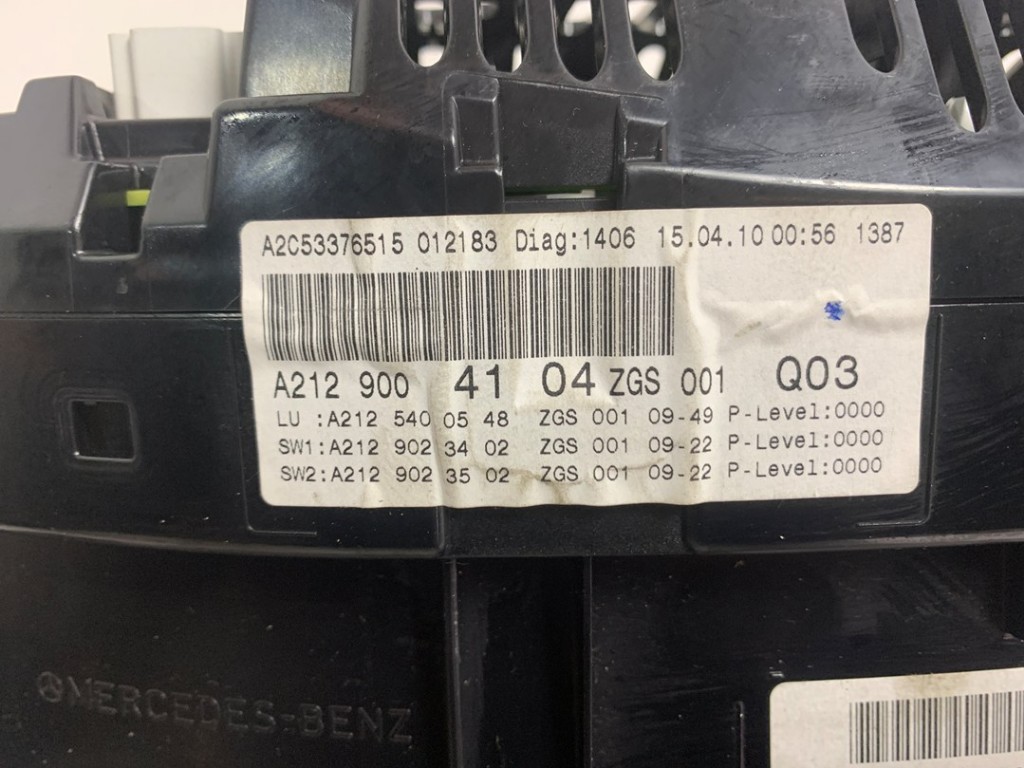 A2C53376515 012183 Diag:1406 15.04.10 00:56 1387
A212 900 41 04 ZGS 001 Q03
LU :A212 540 05 48 ZGS 001 09-49 P-Level:0000
SW1:A212 902 34 02 ZGS 001 09-22 P-Level:0000
SW2:A212 902 35 02 ZGS 001 09-22 P-Level:0000
MERCEDES-BENZ